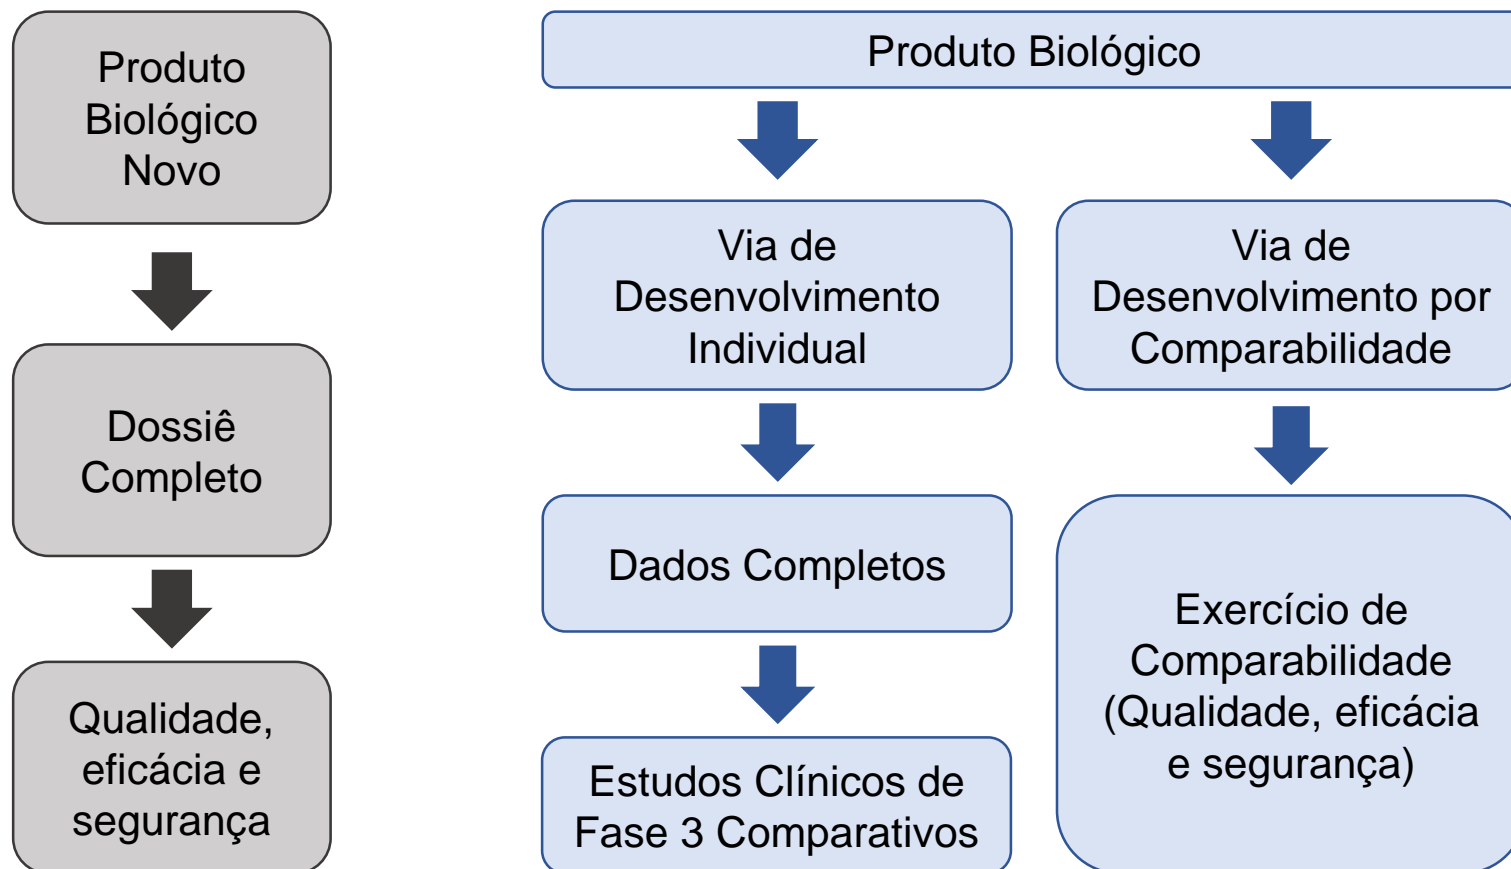 Produto
Biológico
Novo
Dossiê
Completo
Qualidade,
eficácia e
segurança
Produto Biológico
Via de
Desenvolvimento
Individual
Dados Completos
Estudos Clínicos de
Fase 3 Comparativos
Via de
Desenvolvimento por
Comparabilidade
Exercício de
Comparabilidade
(Qualidade, eficácia
e segurança)